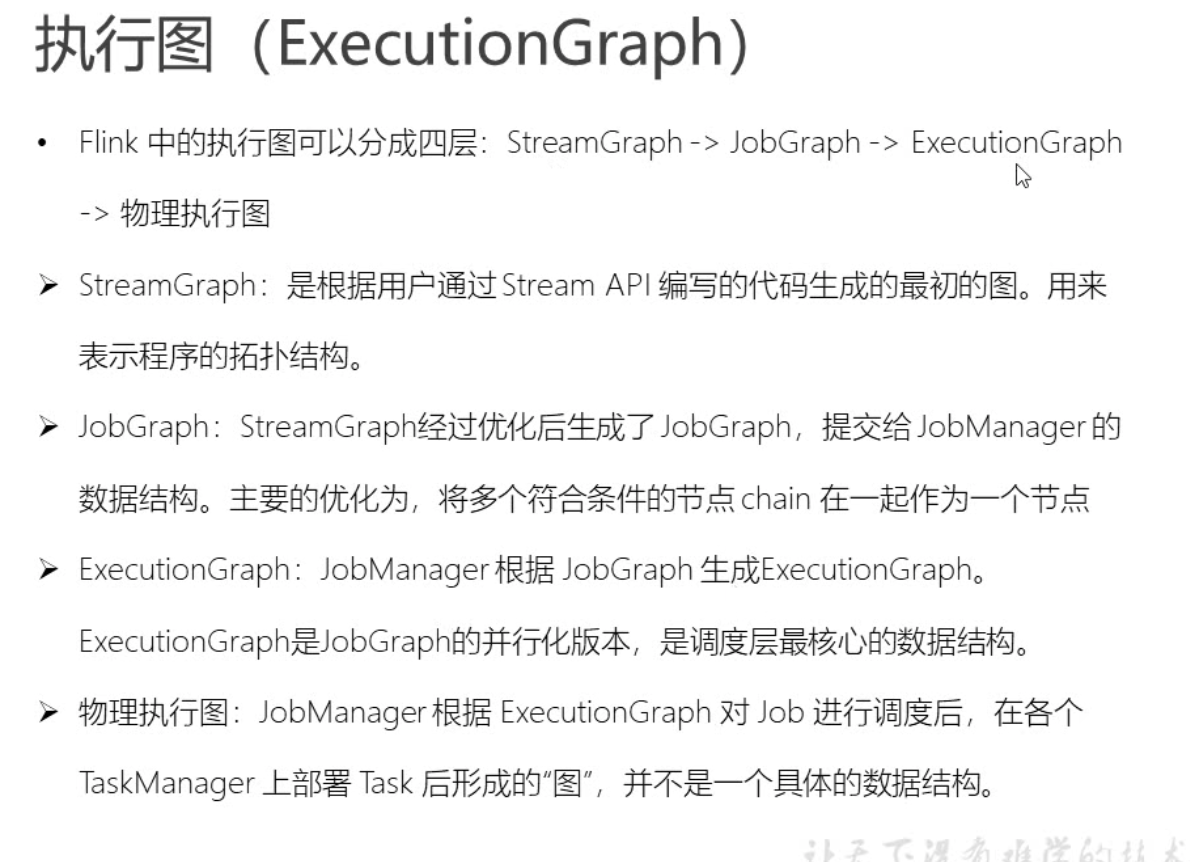 执行图（ExecutionGraph）
• Flink 中的执行图可以分成四层：StreamGraph -> JobGraph -> ExecutionGraph
-> 物理执行图
➢ StreamGraph：是根据用户通过 Stream API 编写的代码生成的最初的图。用来
表示程序的拓扑结构。
➢ JobGraph：StreamGraph经过优化后生成了 JobGraph，提交给 JobManager 的
数据结构。主要的优化为，将多个符合条件的节点 chain 在一起作为一个节点
➢ ExecutionGraph：JobManager 根据 JobGraph 生成ExecutionGraph。
ExecutionGraph是JobGraph的并行化版本，是调度层最核心的数据结构。
➢ 物理执行图：JobManager 根据 ExecutionGraph 对 Job 进行调度后，在各个
TaskManager 上部署 Task 后形成的“图”，并不是一个具体的数据结构。
让天下没有难学的技术